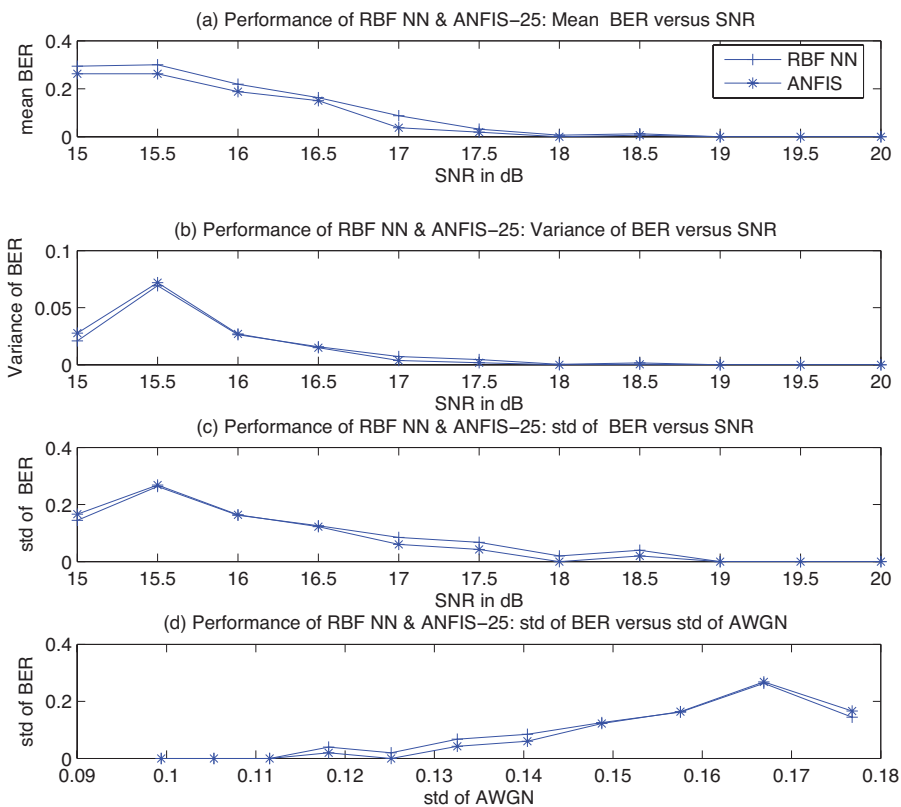 (a) Performance of RBF NN & ANFIS−25: Mean  BER versus SNR
mean BER
0.4
0.2
0
RBF NN
ANFIS
15 15.5 16 16.5 17 17.5 18 18.5 19 19.5 20
SNR in dB
(b) Performance of RBF NN & ANFIS−25: Variance of BER versus SNR
Variance of BER
0.1
0.05
0
15 15.5 16 16.5 17 17.5 18 18.5 19 19.5 20
SNR in dB
(c) Performance of RBF NN & ANFIS−25: std of  BER versus SNR
std of  BER
0.4
0.2
0
15 15.5 16 16.5 17 17.5 18 18.5 19 19.5 20
SNR in dB
(d) Performance of RBF NN & ANFIS−25: std of BER versus std of AWGN
std of BER
0.4
0.2
0
0.09 0.1 0.11 0.12 0.13 0.14 0.15 0.16 0.17 0.18
std of AWGN